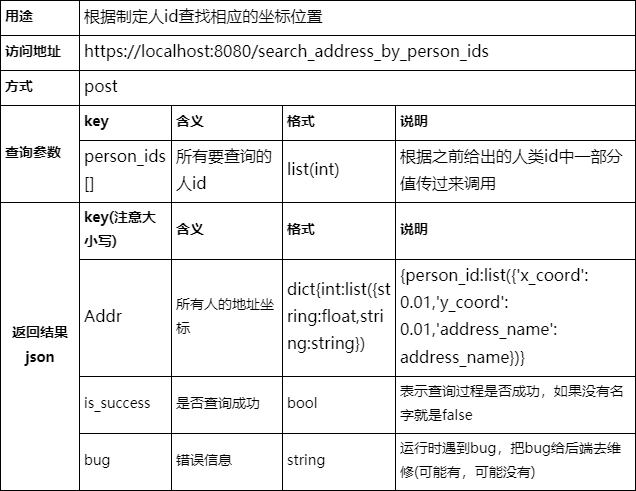 用途 根据制定人id查找相应的坐标位置
访问地址 https://localhost:8080/search_address_by_person_ids
方式 post
查询参数
key 含义 格式 说明
person_ids
[]
所有要查询的
人id
list(int)
根据之前给出的人类id中一部分
值传过来调用
返回结果
json
key(注意大
小写)
含义 格式 说明
Addr
所有人的地址坐
标
dict{int:list({st
ring:float,stri
ng:string})
{person_id:list({'x_coord':
0.01,'y_coord':
0.01,'address_name':
address_name})}
is_success 是否查询成功 bool
表示查询过程是否成功，如果没有名
字就是false
bug 错误信息 string
运行时遇到bug，把bug给后端去维
修(可能有，可能没有)